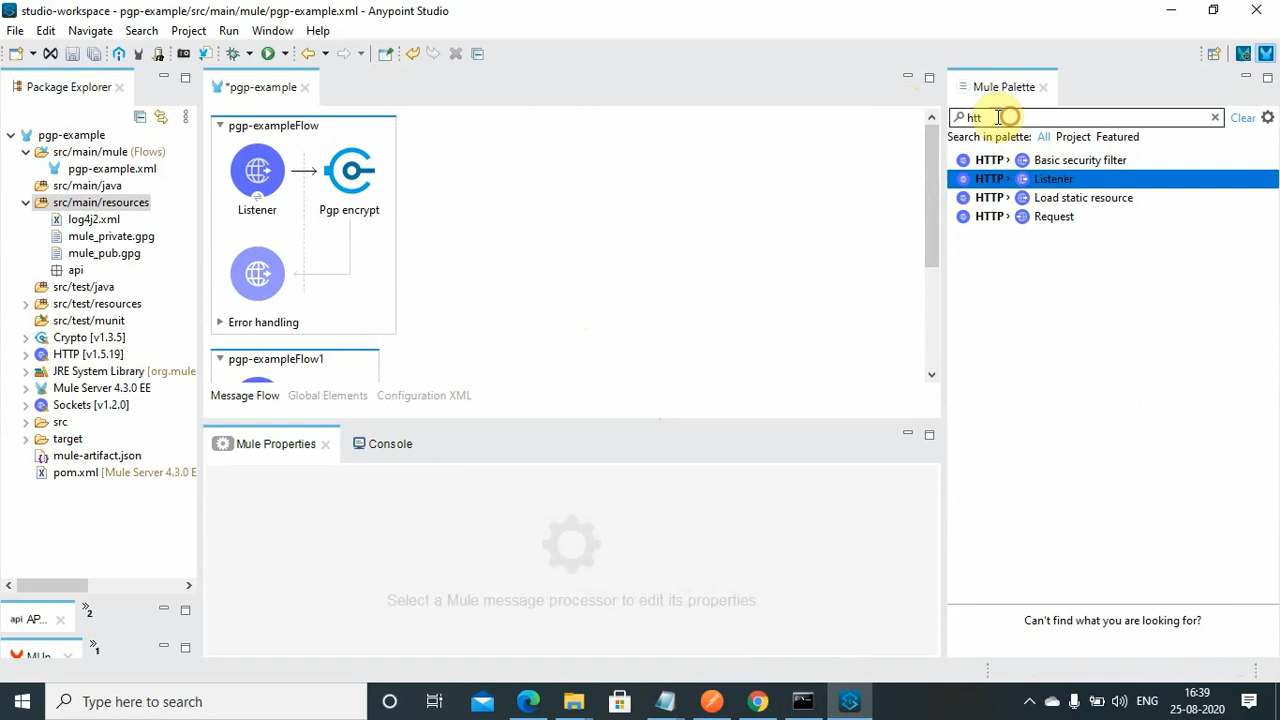 studio-workspace - pgp-example/src/main/mule/pgp-example.xml - Anypoint Studio
File Edit Navigate Search Project Run Window Help
Package Explorer
pgp-example
src/main/mule (Flows)
pgp-example.xml
src/main/java
src/main/resources
log4j2.xml
mule_private.gpg
mule_pub.gpg
api
src/test/java
src/test/resources
src/test/munit
Crypto [v1.3.5]
HTTP [v1.5.19]
JRE System Library [org.mule
Mule Server 4.3.0 EE
Sockets [v1.2.0]
src
target
mule-artifact.json
pom.xml [Mule Server 4.3.0 E
api AP...
2
MUn
1
*pgp-example
pgp-exampleFlow
Listener
Pgp encrypt
Error handling
pgp-exampleFlow1
Message Flow Global Elements Configuration XML
Mule Properties
Console
Select a Mule message processor to edit its properties
Mule Palette
htt
Clear
Search in palette: All Project Featured
HTTP > Basic security filter
HTTP > Listener
HTTP > Load static resource
HTTP > Request
Can't find what you are looking for?
Type here to search
ENG
16:39
25-08-2020